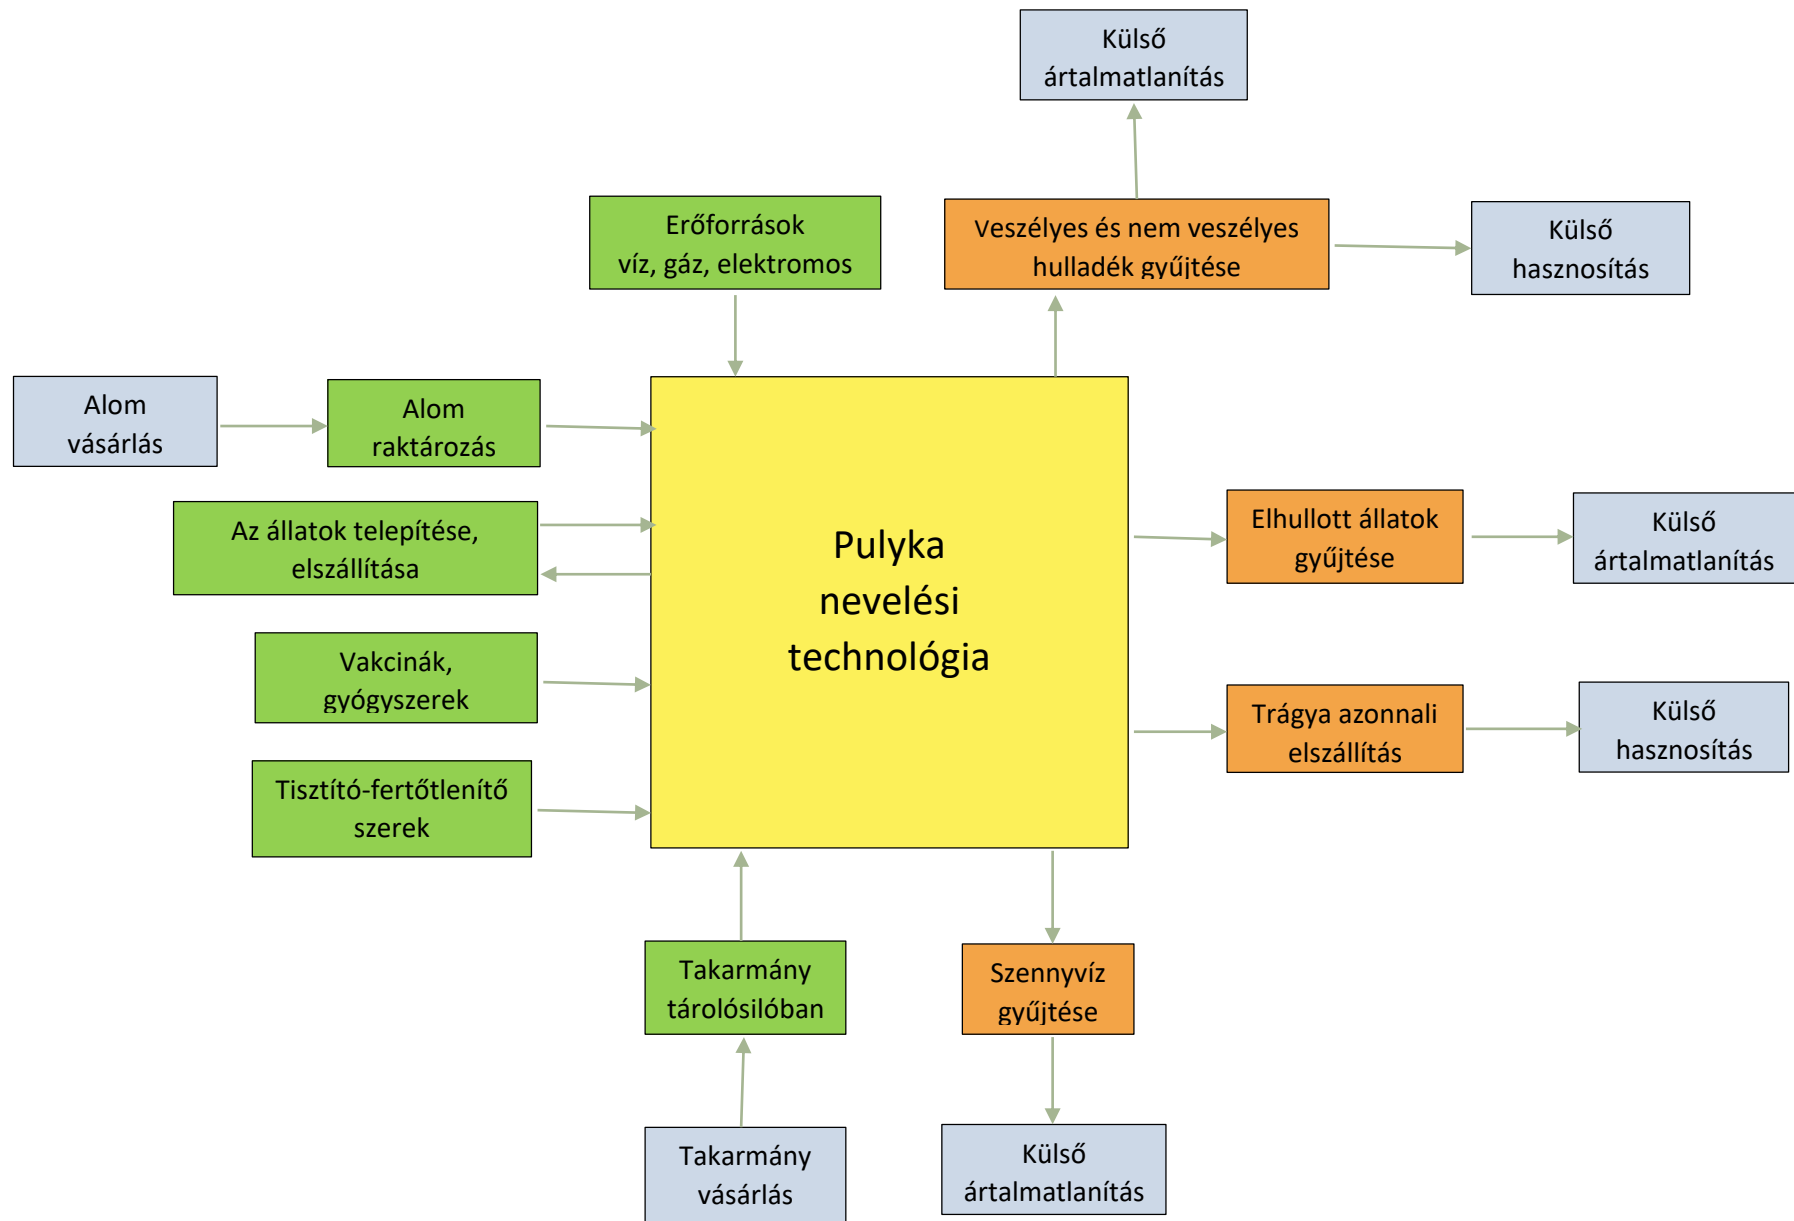 Külső
ártalmatlanítás
Erőforrások
víz, gáz, elektromos
Veszélyes és nem veszélyes
hulladék gyűjtése
Külső
hasznosítás
Alom
vásárlás
Alom
raktározás
Az állatok telepítése,
elszállítása
Vakcinák,
gyógyszerek
Tisztító-fertőtlenítő
szerek
Pulyka
nevelési
technológia
Elhullott állatok
gyűjtése
Külső
ártalmatlanítás
Trágya azonnali
elszállítás
Külső
hasznosítás
Takarmány
tárolósilóban
Szennyvíz
gyűjtése
Takarmány
vásárlás
Külső
ártalmatlanítás